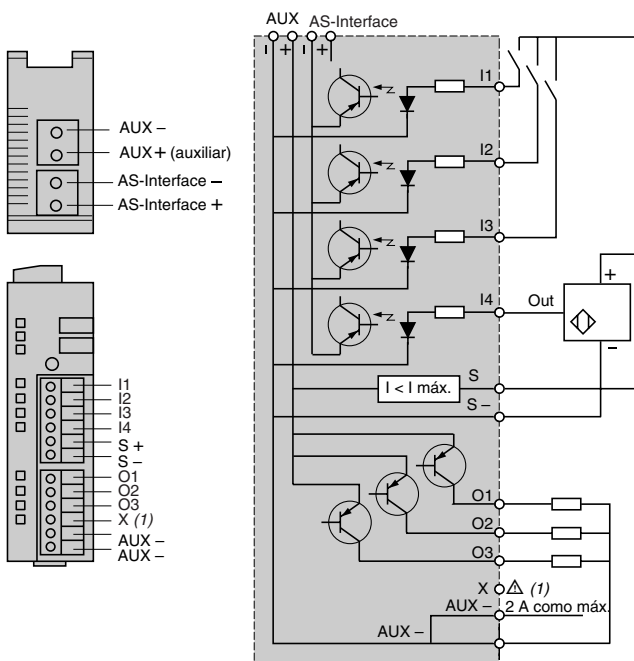 AUX –
AUX+ (auxiliar)
AS-Interface –
AS-Interface +
I1
I2
I3
I4
S +
S –
O1
O2
O3
X (1)
AUX –
AUX –
AUX AS-Interface
– + – +
I1
I2
I3
I4
Out
+
–
I < I máx.
S
S –
O1
O2
O3
X (1)
AUX – 2 A como máx.
AUX –